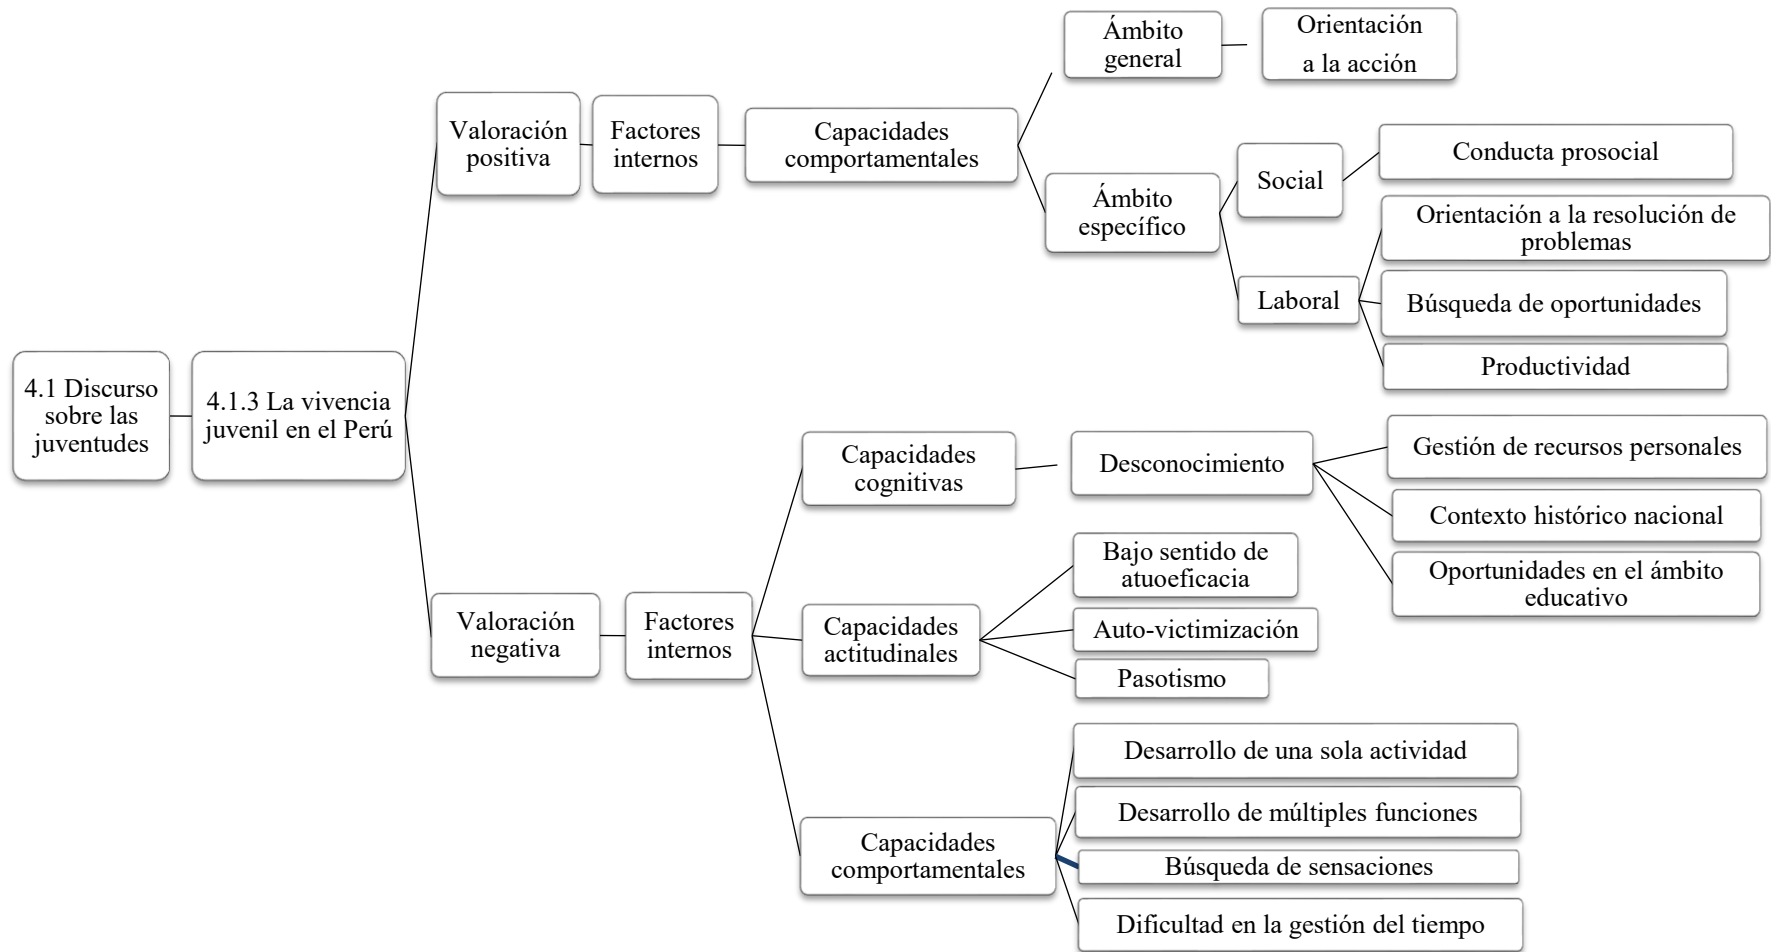 4.1 Discurso
sobre las
juventudes
4.1.3 La vivencia
juvenil en el Perú
Valoración
positiva
Factores
internos
Capacidades
comportamentales
Ámbito
general
Orientación
a la acción
Ámbito
específico
Social
Conducta prosocial
Laboral
Orientación a la resolución de
problemas
Búsqueda de oportunidades
Productividad
Valoración
negativa
Factores
internos
Capacidades
cognitivas
Desconocimiento
Gestión de recursos personales
Contexto histórico nacional
Oportunidades en el ámbito
educativo
Capacidades
actitudinales
Bajo sentido de
atuoeficacia
Auto-victimización
Pasotismo
Capacidades
comportamentales
Desarrollo de una sola actividad
Desarrollo de múltiples funciones
Búsqueda de sensaciones
Dificultad en la gestión del tiempo